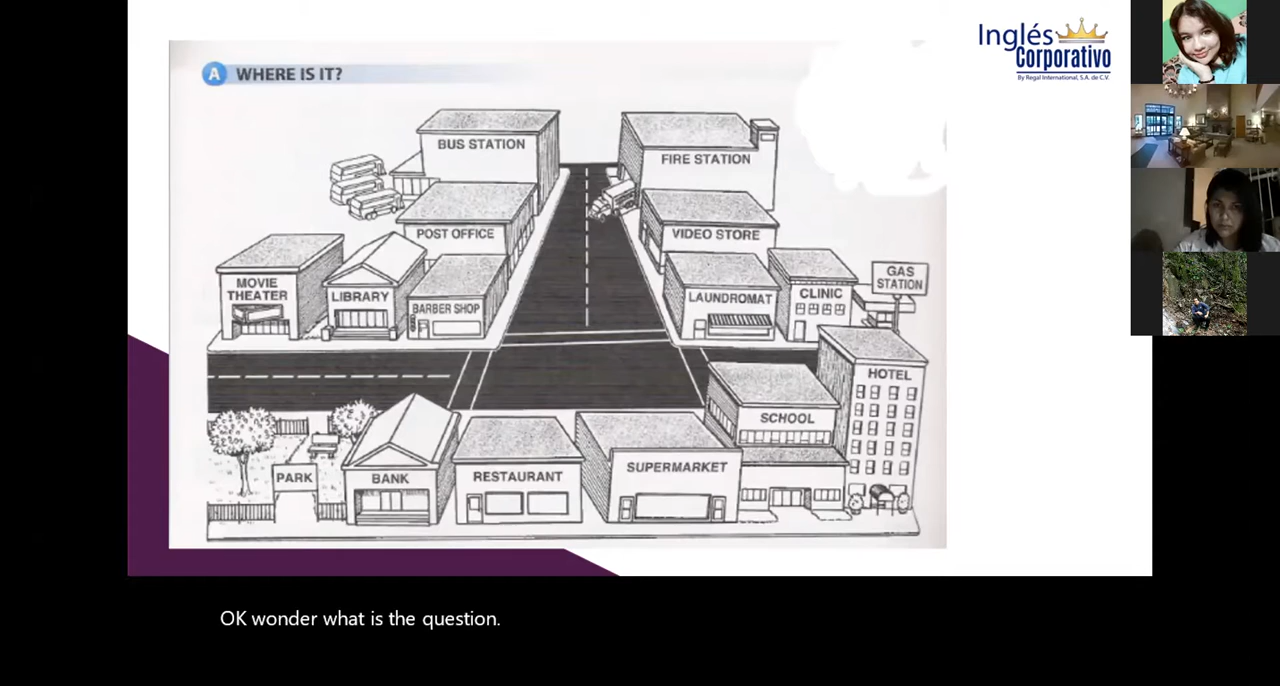 Inglés
Corporativo
By Regal International, S.A. de C.V.
A WHERE IS IT?
BUS STATION
FIRE STATION
POST OFFICE
VIDEO STORE
MOVIE
THEATER
LIBRARY
BARBER SHOP
LAUNDROMAT
CLINIC
GAS
STATION
HOTEL
SCHOOL
PARK
BANK
RESTAURANT
SUPERMARKET
OK wonder what is the question.